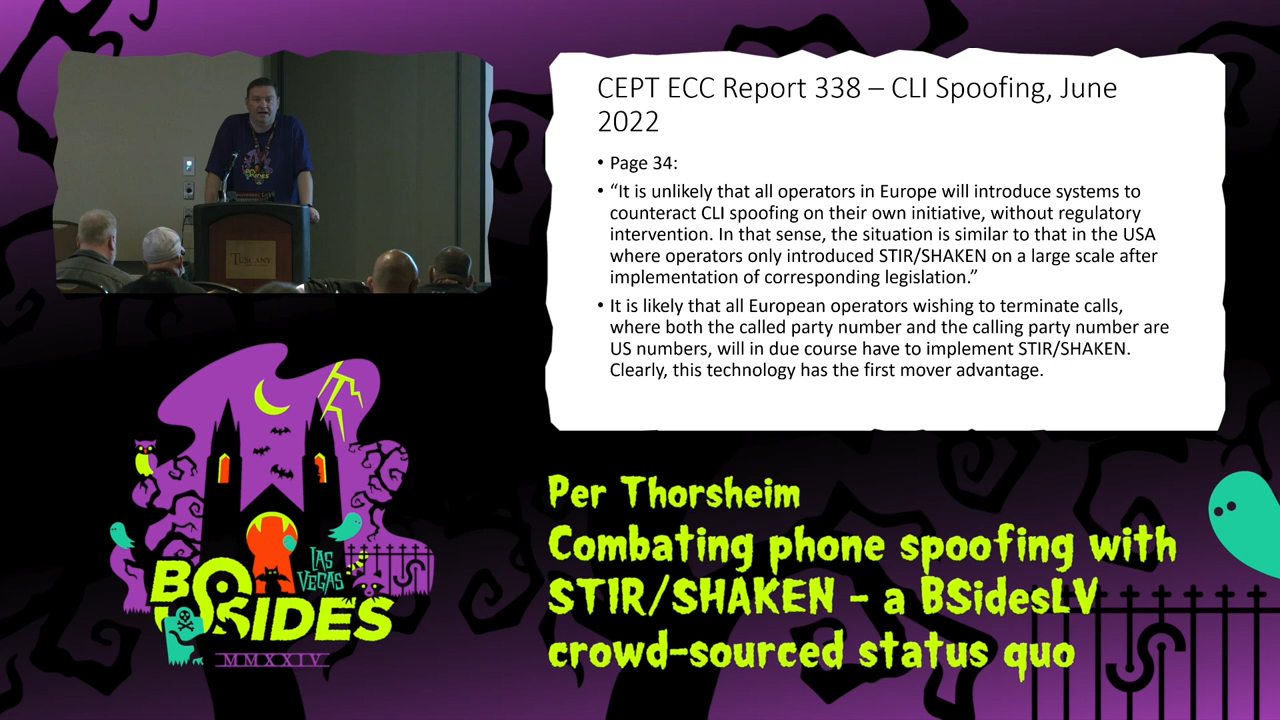 CEPT ECC Report 338 – CLI Spoofing, June
2022
• Page 34:
• “It is unlikely that all operators in Europe will introduce systems to
counteract CLI spoofing on their own initiative, without regulatory
intervention. In that sense, the situation is similar to that in the USA
where operators only introduced STIR/SHAKEN on a large scale after
implementation of corresponding legislation.”
• It is likely that all European operators wishing to terminate calls,
where both the called party number and the calling party number are
US numbers, will in due course have to implement STIR/SHAKEN.
Clearly, this technology has the first mover advantage.
TUSCANY
LAS
VEGAS
BSIDES
MMXXIV
Per Thorsheim
Combating phone spoofing with
STIR/SHAKEN - a BSidesLV
crowd-sourced status quo